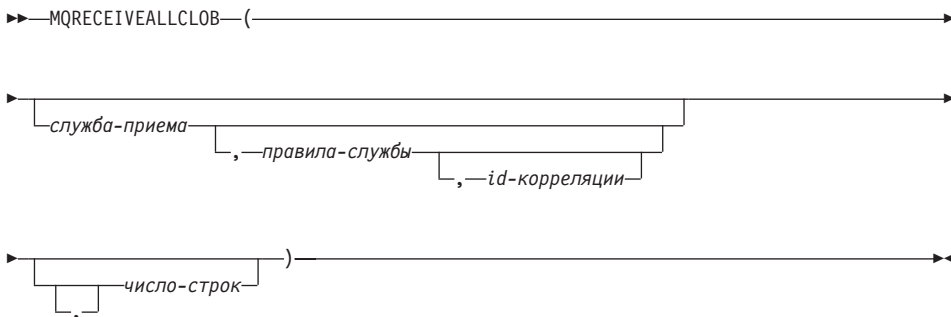 MQRECEIVEALLCLOB (
служба-приема
, правила-службы
, id-корреляции
)
число-строк
,